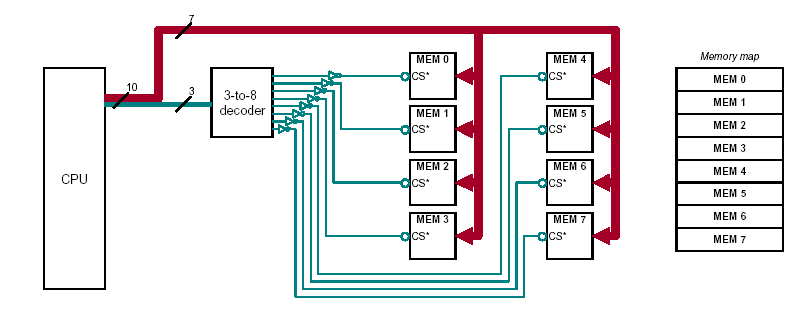 7
MEM 0
CS*
MEM 4
CS*
Memory map
MEM 0
MEM 1
MEM 2
MEM 3
MEM 4
MEM 5
MEM 6
MEM 7
10
3
3-to-8
decoder
MEM 1
CS*
MEM 5
CS*
CPU
MEM 2
CS*
MEM 6
CS*
MEM 3
CS*
MEM 7
CS*